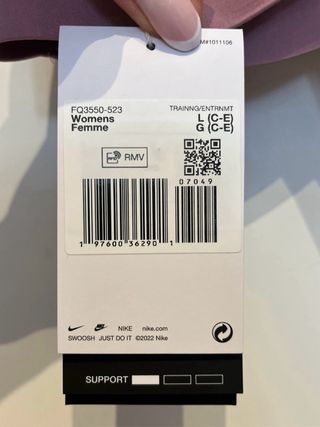 M#1011106
FQ3550-523 TRAINNG/ENTRNMT
Womens L (C-E)
Femme G (C-E)
RMV
07049
1 97600 36290 1
NIKE nike.com
SWOOSH JUST DO IT ©2022 Nike
SUPPORT